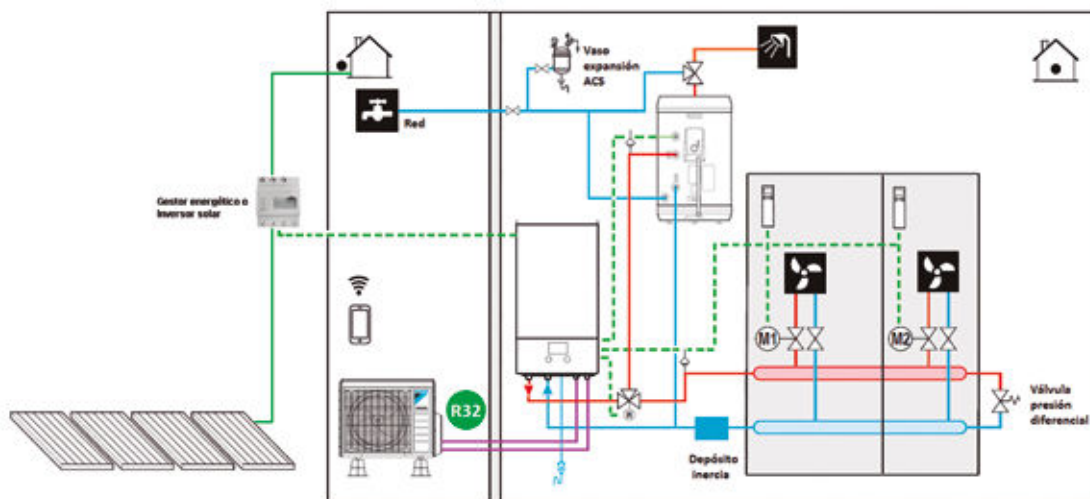 Vaso
expansión
ACS
Red
Gestor energético o
Inversor solar
R32
M1
M2
Válvula
presión
diferencial
Depósito
inercia